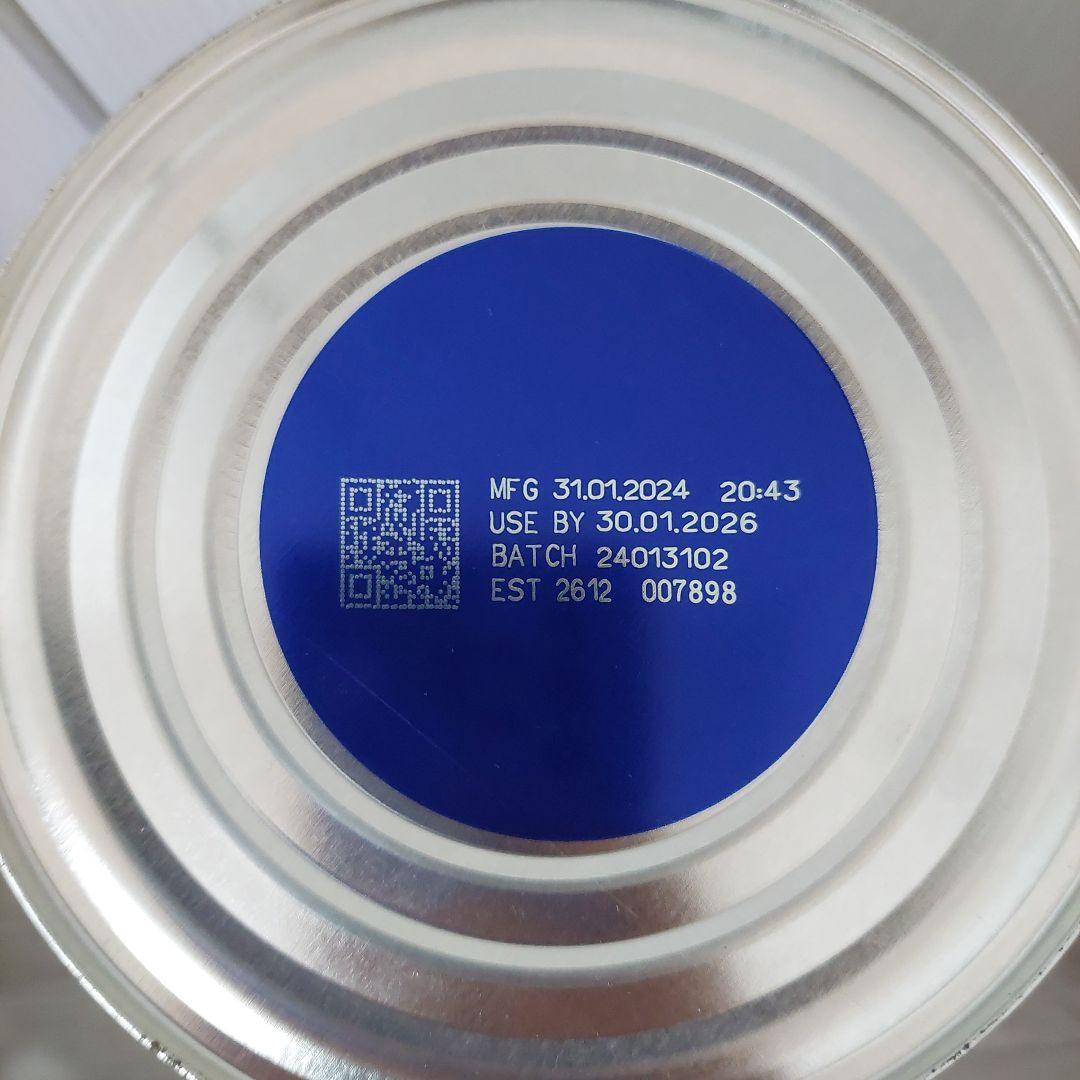 MFG 31.01.2024 20:43
USE BY 30.01.2026
BATCH 24013102
EST 2612 007898